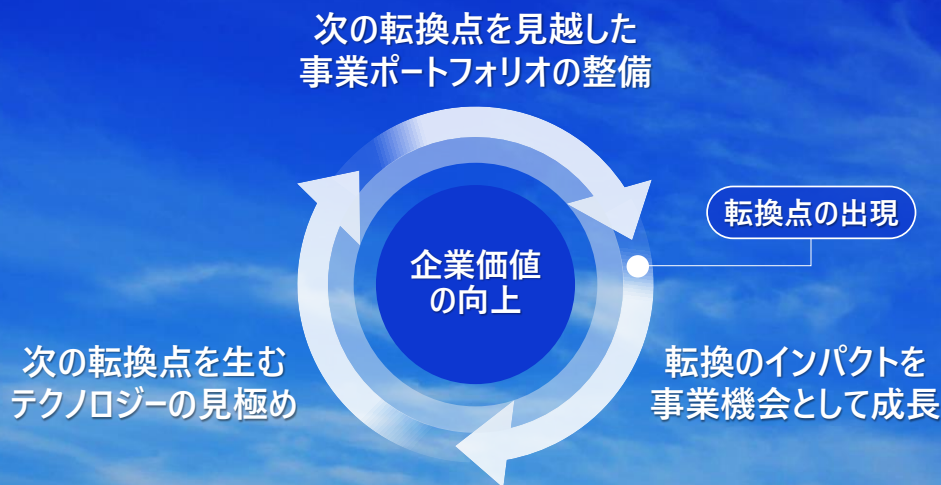 次の転換点を見越した
事業ポートフォリオの整備
転換点の出現
企業価値
の向上
次の転換点を生む
テクノロジーの見極め
転換のインパクトを
事業機会として成長